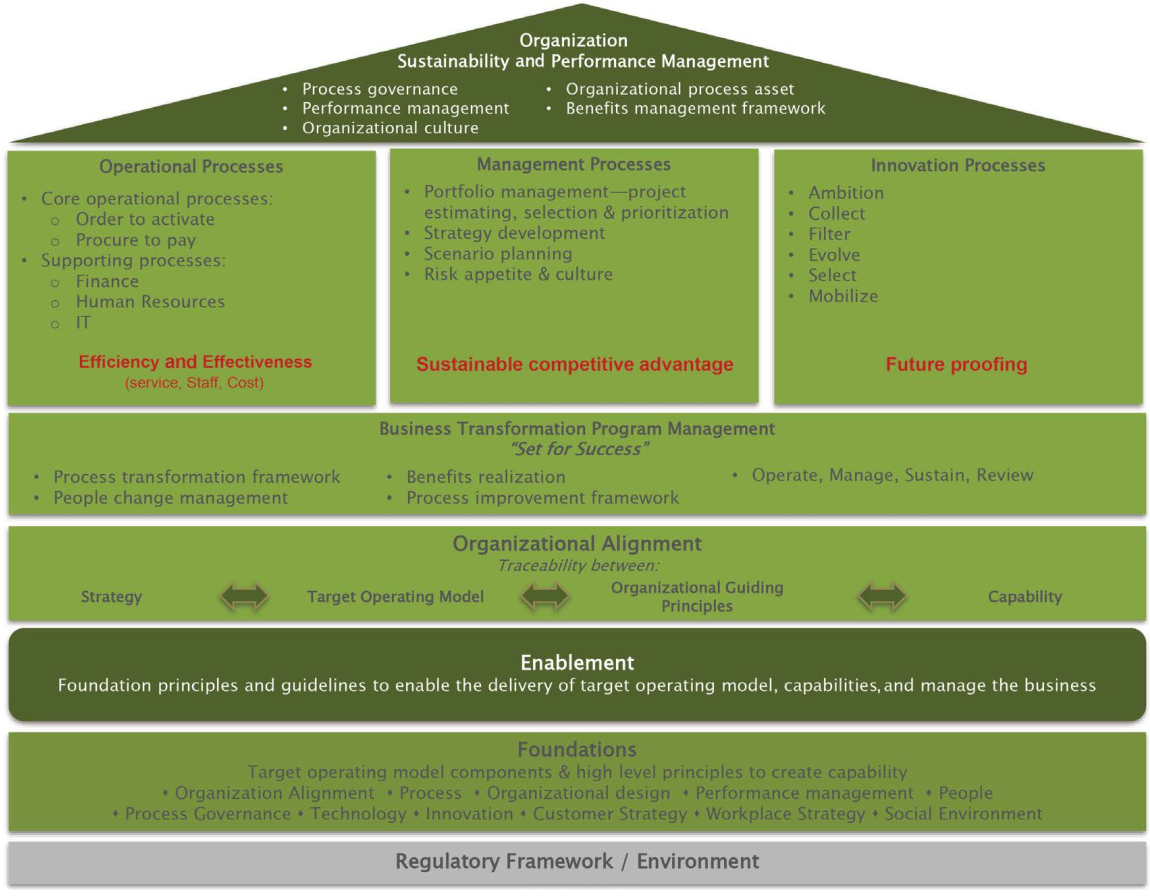 Organization
Sustainability and Performance Management
• Process governance
• Performance management
• Organizational culture
• Organizational process asset
• Benefits management framework
Operational Processes
• Core operational processes:
o Order to activate
o Procure to pay
• Supporting processes:
o Finance
o Human Resources
o IT
Efficiency and Effectiveness
(service, Staff, Cost)
Management Processes
• Portfolio management—project
estimating, selection & prioritization
• Strategy development
• Scenario planning
• Risk appetite & culture
Sustainable competitive advantage
Innovation Processes
• Ambition
• Collect
• Filter
• Evolve
• Select
• Mobilize
Future proofing
Business Transformation Program Management
“Set for Success”
• Process transformation framework
• People change management
• Benefits realization
• Process improvement framework
• Operate, Manage, Sustain, Review
Organizational Alignment
Traceability between:
Strategy
Target Operating Model
Organizational Guiding
Principles
Capability
Enablement
Foundation principles and guidelines to enable the delivery of target operating model, capabilities, and manage the business
Foundations
Target operating model components & high level principles to create capability
⬩ Organization Alignment ⬩ Process ⬩ Organizational design ⬩ Performance management ⬩ People
⬩ Process Governance ⬩ Technology ⬩ Innovation ⬩ Customer Strategy ⬩ Workplace Strategy ⬩ Social Environment
Regulatory Framework / Environment